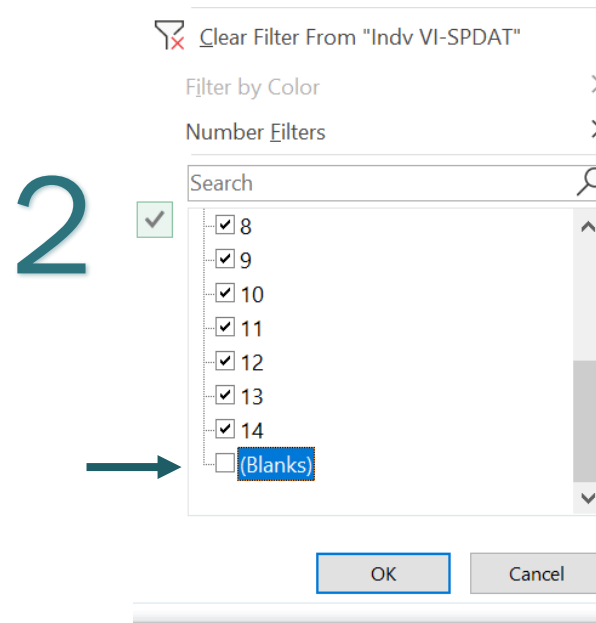 Clear Filter From "Indv VI-SPDAT"
Filter by Color
Number Filters
2
Search
8
9
10
11
12
13
14
(Blanks)
OK Cancel